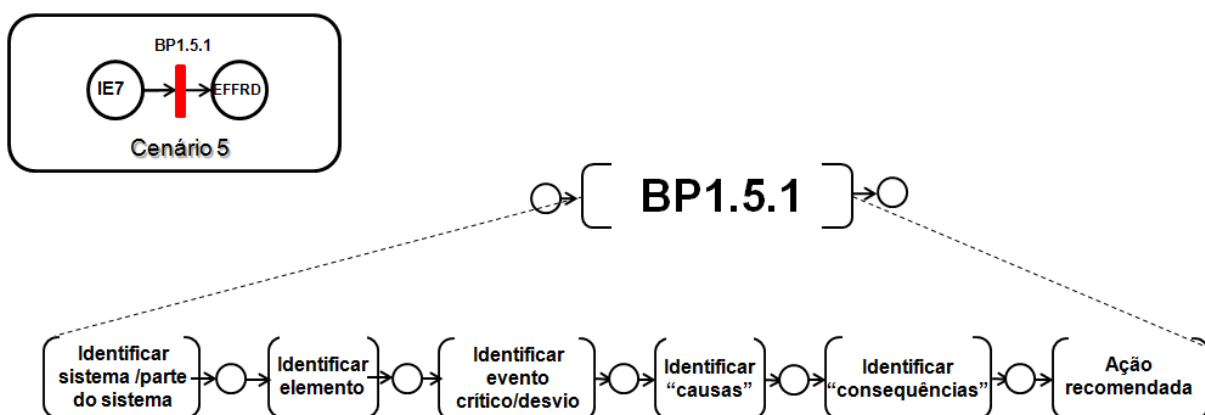 BP1.5.1
IE7
EFFRD
Cenário 5
BP1.5.1
Identificar
sistema /parte
do sistema
Identificar
elemento
Identificar
evento
crítico/desvio
Identificar
“causas”
Identificar
“consequências”
Ação
recomendada